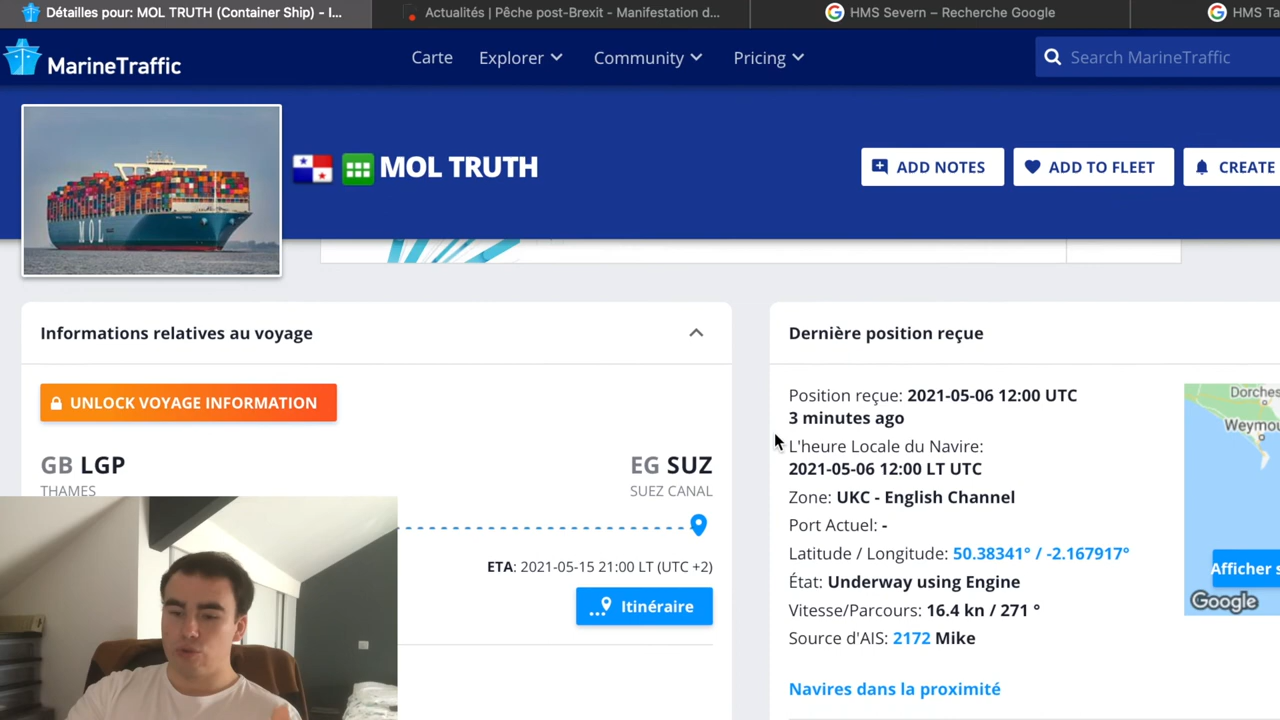 Détailles pour: MOL TRUTH (Container Ship) - I...
Actualités | Pêche post-Brexit - Manifestation d...
HMS Severn – Recherche Google
HMS Ta
MarineTraffic
Carte
Explorer
Community
Pricing
Search MarineTraffic
MOL
MOL TRUTH
ADD NOTES
ADD TO FLEET
CREATE
Informations relatives au voyage
UNLOCK VOYAGE INFORMATION
GB LGP
THAMES
EG SUZ
SUEZ CANAL
ETA: 2021-05-15 21:00 LT (UTC +2)
Itinéraire
Dernière position reçue
Position reçue: 2021-05-06 12:00 UTC
3 minutes ago
L'heure Locale du Navire:
2021-05-06 12:00 LT UTC
Zone: UKC - English Channel
Port Actuel: -
Latitude / Longitude: 50.38341° / -2.167917°
État: Underway using Engine
Vitesse/Parcours: 16.4 kn / 271 °
Source d'AIS: 2172 Mike
Navires dans la proximité
Dorches
Weymou
Afficher s
Google